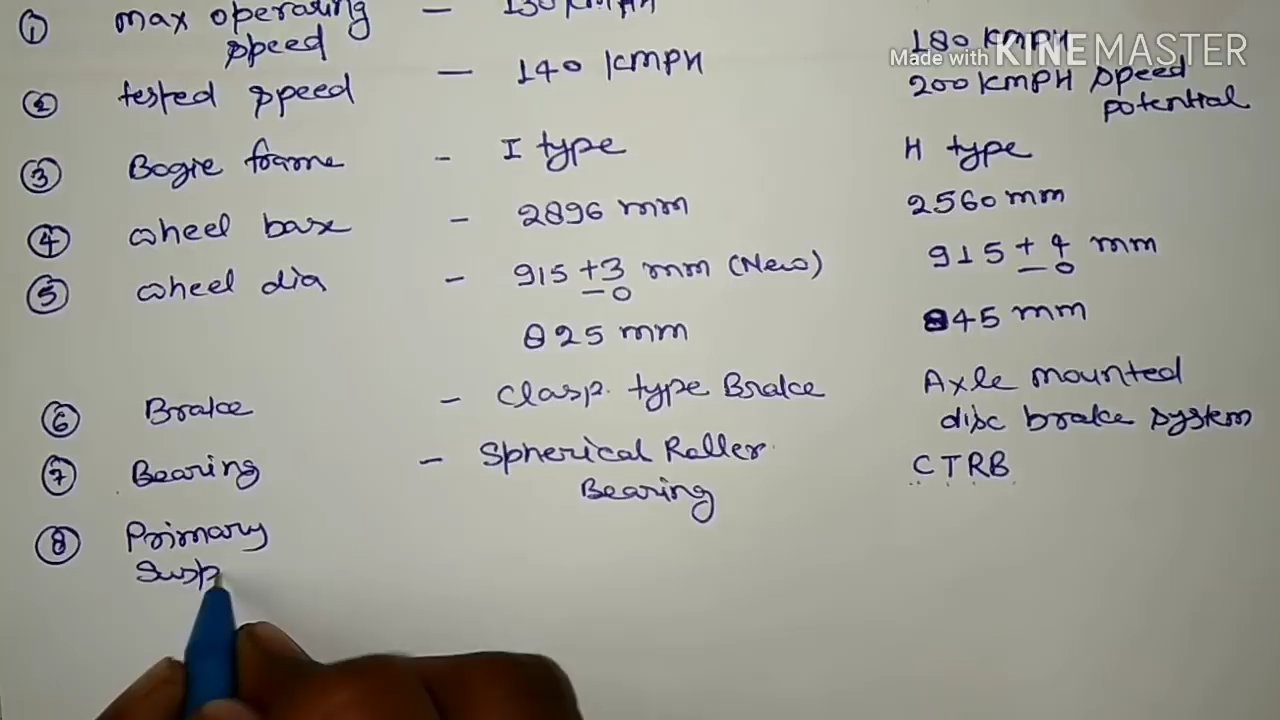 ① max operating — 130 KMPH 180 KMPH
speed
Made with KINEMASTER
② tested speed — 140 KMPH 200 KMPH speed
potential
③ Bogie frame - I type H type
④ wheel base - 2896 mm 2560 mm
⑤ wheel dia - 915 +3 mm (New) 915 + 4 mm
-0 -0
825 mm 845 mm
⑥ Brake - Clasp. type Brake Axle mounted
disc brake system
⑦ Bearing - Spherical Roller CTRB
Bearing
⑧ Primary
Susp